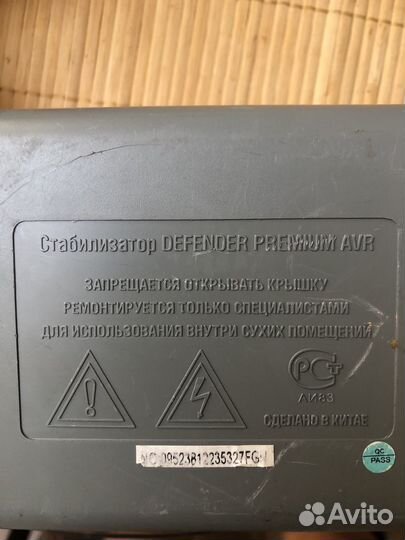 Стабилизатор DEFENDER PREMIUM AVR
ЗАПРЕЩАЕТСЯ ОТКРЫВАТЬ КРЫШКУ
РЕМОНТИРУЕТСЯ ТОЛЬКО СПЕЦИАЛИСТАМИ
ДЛЯ ИСПОЛЬЗОВАНИЯ ВНУТРИ СУХИХ ПОМЕЩЕНИЙ
РСТ
АИ33
СДЕЛАНО В КИТАЕ
QC
PASS
Avito